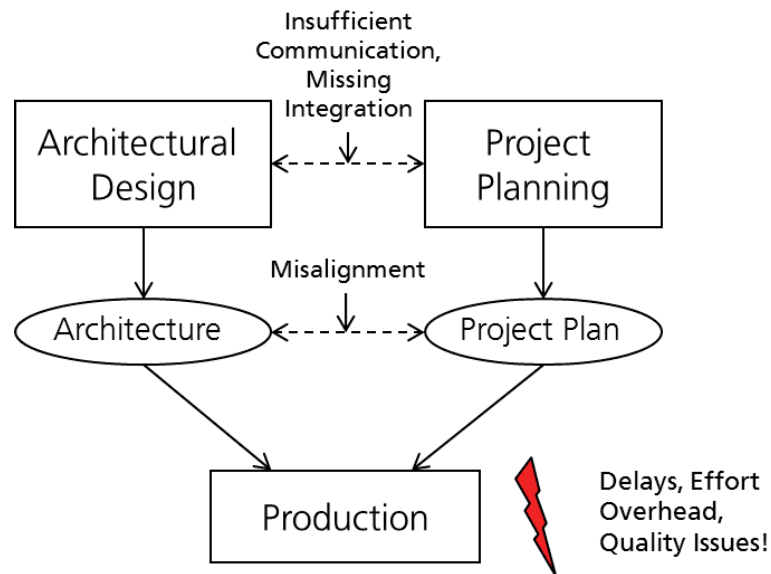 Insufficient
Communication,
Missing
Integration
Architectural
Design
Project
Planning
Misalignment
Architecture
Project Plan
Production
Delays, Effort
Overhead,
Quality Issues!